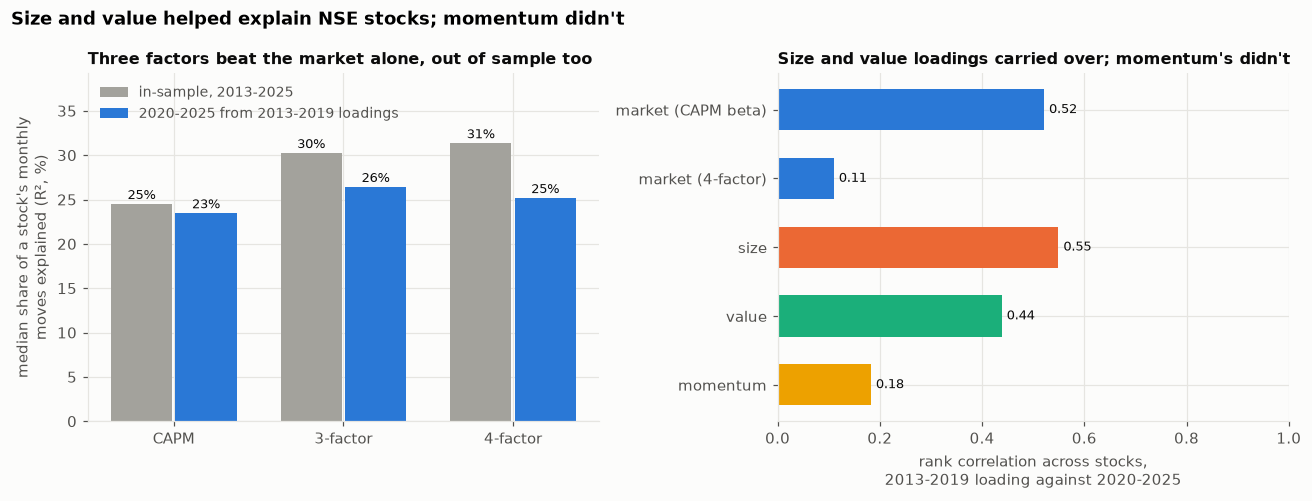 Size and value helped explain NSE stocks; momentum didn't
Three factors beat the market alone, out of sample too
in-sample, 2013-2025
2020-2025 from 2013-2019 loadings
median share of a stock's monthly
moves explained (R², %)
35
30
25
20
15
10
5
0
25%
23%
30%
26%
31%
25%
CAPM
3-factor
4-factor
Size and value loadings carried over; momentum's didn't
market (CAPM beta)
0.52
market (4-factor)
0.11
size
0.55
value
0.44
momentum
0.18
0.0
0.2
0.4
0.6
0.8
1.0
rank correlation across stocks,
2013-2019 loading against 2020-2025